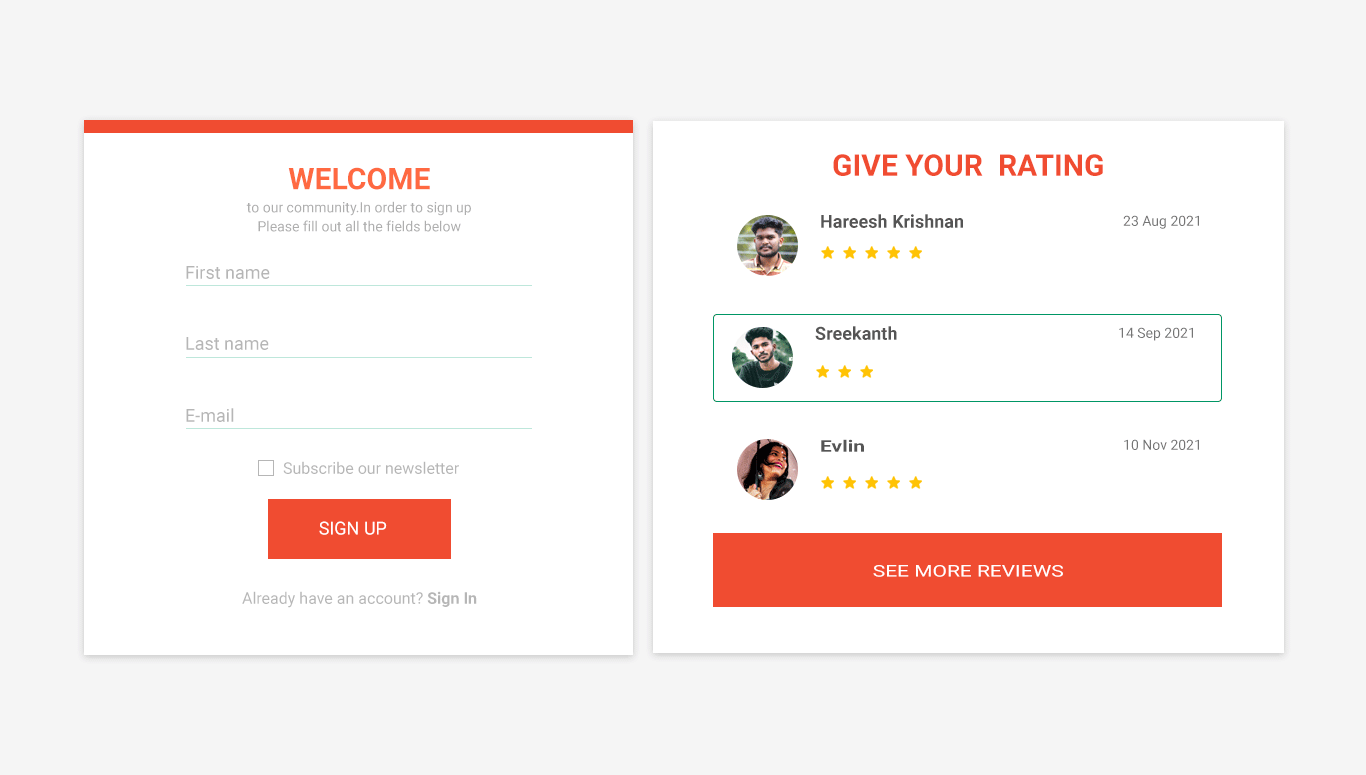 WELCOME
to our community.In order to sign up
Please fill out all the fields below
First name
Last name
E-mail
Subscribe our newsletter
SIGN UP
Already have an account? Sign In
GIVE YOUR  RATING
Hareesh Krishnan
23 Aug 2021
Sreekanth
14 Sep 2021
Evlin
10 Nov 2021
SEE MORE REVIEWS